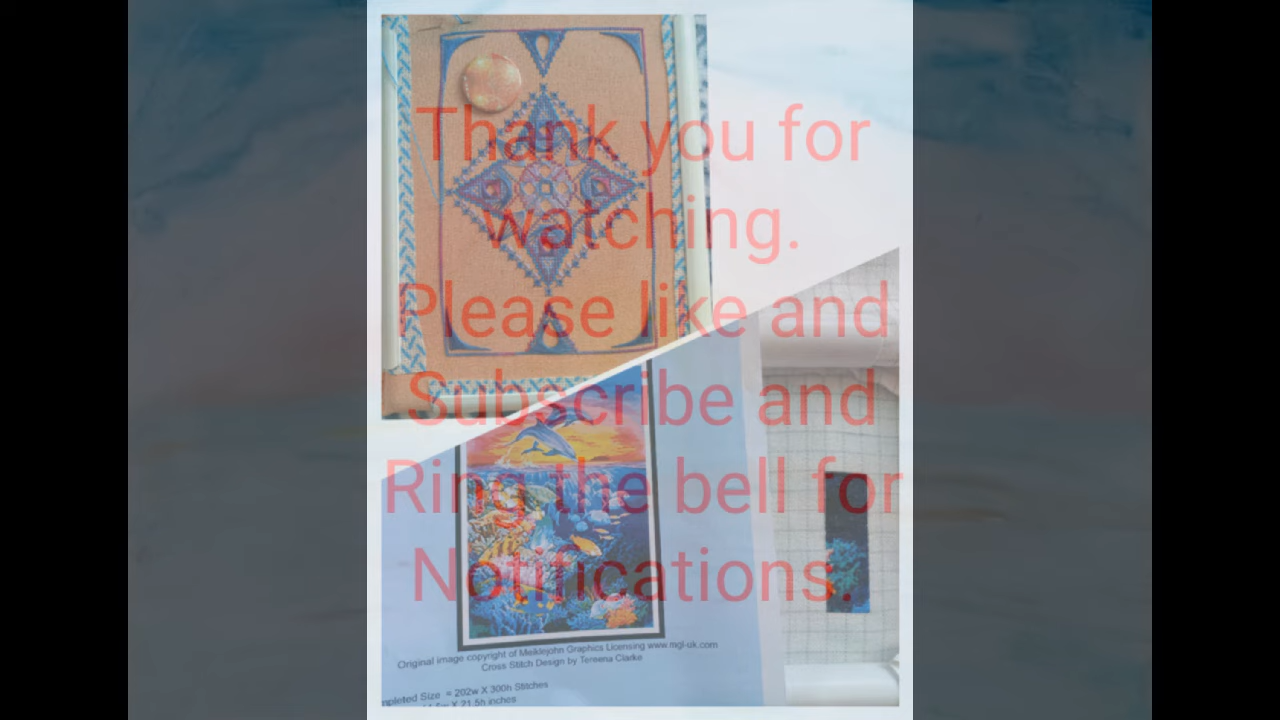 Thank you for
watching.
Please like and
Subscribe and
Ring the bell for
Notifications.
Original image copyright of Meiklejohn Graphics Licensing www.mgl-uk.com
Cross Stitch Design by Tereena Clarke
Size = 202w X 300h Stitches
X 21.5h inches